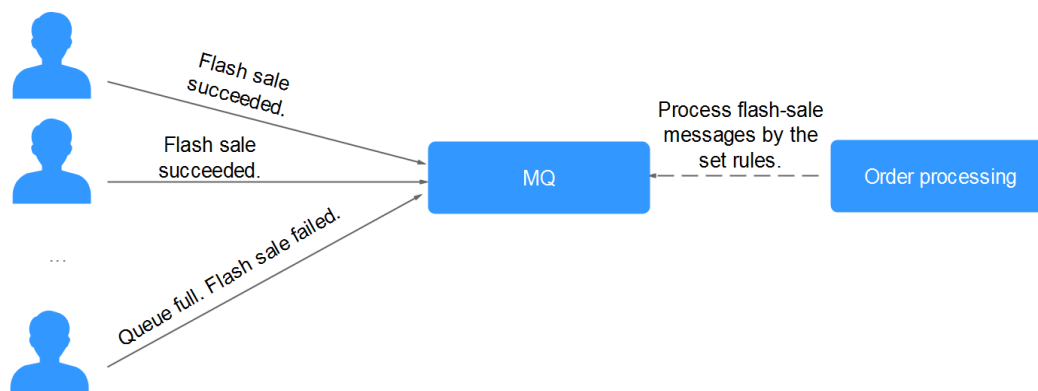 Flash sale
succeeded.
Flash sale
succeeded.
...
Queue full. Flash sale failed.
MQ
Process flash-sale
messages by the
set rules.
Order processing